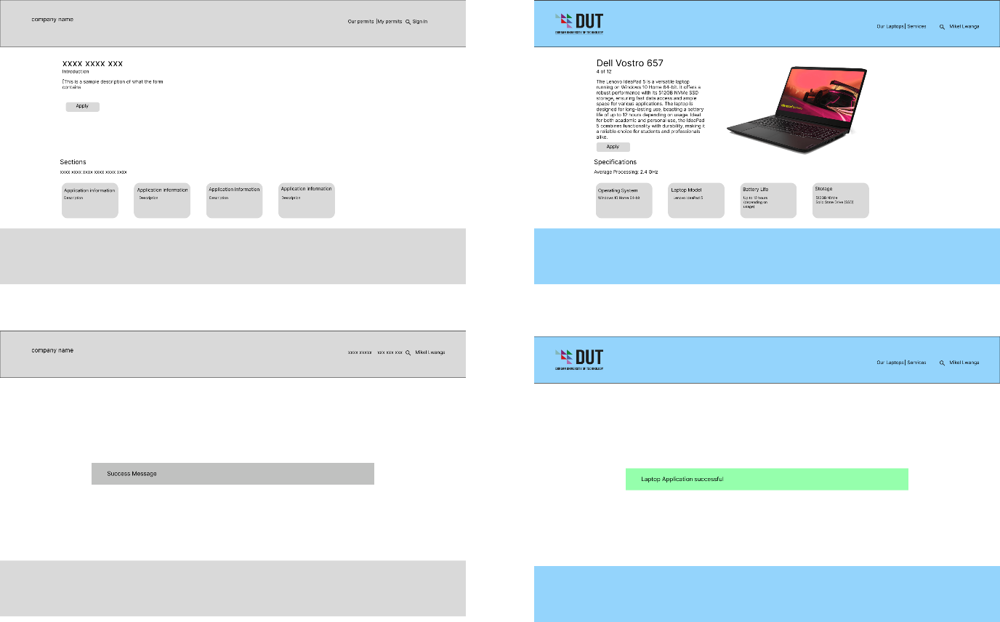 company name
Our permits |My permits Sign in
xxxx xxxx xxx
Introduction
[This is a sample description of what the form
contains
Apply
Sections
xxxx xxxx xxxx xxxx xxxx xxxx
Application information
Description
Application information
Description
Application information
Description
Application information
Description
DUT
DURBAN UNIVERSITY OF TECHNOLOGY
Our Laptops| Services Mikel Lwanga
Dell Vostro 657
4 of 12
The Lenovo IdeaPad 5 is a versatile laptop
running on Windows 10 Home 64-bit. It offers a
robust performance with its 512GB NVMe SSD
storage, ensuring fast data access and ample
space for various applications. The laptop is
designed for long-lasting use, boasting a battery
life of up to 12 hours depending on usage. Ideal
for both academic and personal use, the IdeaPad
5 combines functionality with durability, making it
a reliable choice for students and professionals
alike.
Apply
Specifications
Average Processing: 2.4 GHz
Operating System
Windows 10 Home 64-bit
Laptop Model
Lenovo IdeaPad 5
Battery Life
Up to 12 hours
(depending on
usage)
Storage
512GB NVMe
Solid State Drive (SSD)
company name
xxxx xxxxx xxx xxx xxx Mikel Lwanga
Success Message
DUT
DURBAN UNIVERSITY OF TECHNOLOGY
Our Laptops| Services Mikel Lwanga
Laptop Application successful